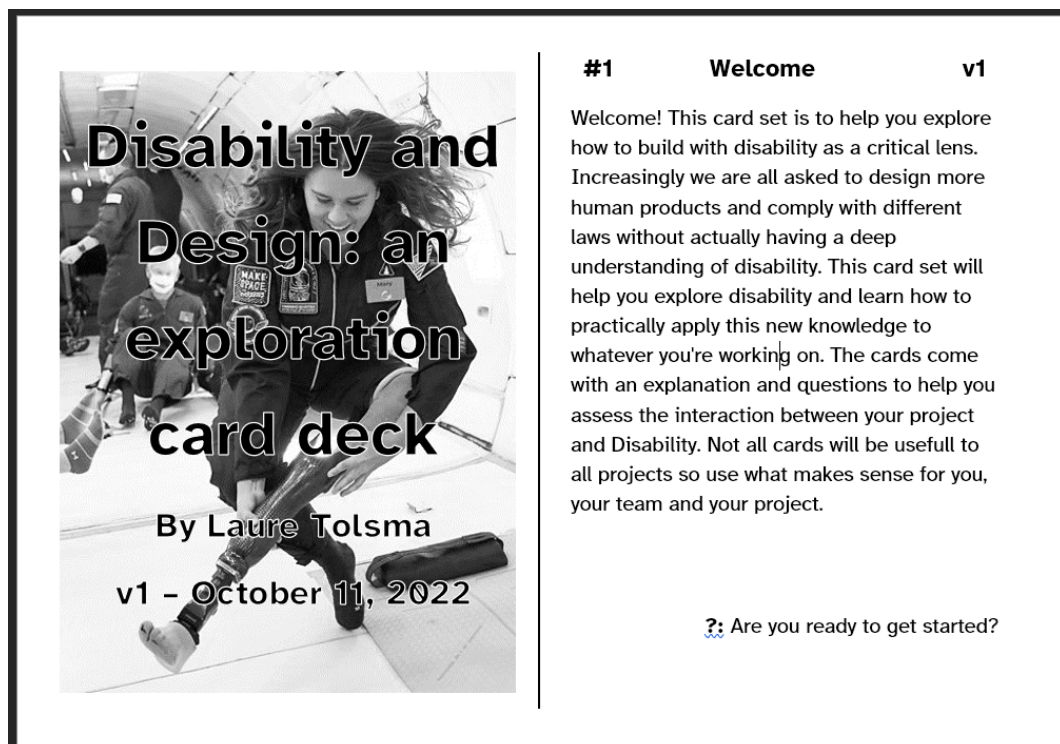 Disability and
Design: an
exploration
card deck
By Laure Tolsma
v1 – October 11, 2022
MAKE
SPACE
Mary
#1 Welcome v1
Welcome! This card set is to help you explore
how to build with disability as a critical lens.
Increasingly we are all asked to design more
human products and comply with different
laws without actually having a deep
understanding of disability. This card set will
help you explore disability and learn how to
practically apply this new knowledge to
whatever you're working on. The cards come
with an explanation and questions to help you
assess the interaction between your project
and Disability. Not all cards will be usefull to
all projects so use what makes sense for you,
your team and your project.
?: Are you ready to get started?